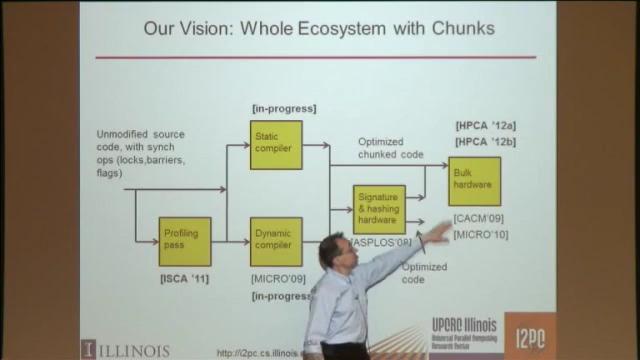 Our Vision: Whole Ecosystem with Chunks
[in-progress]
Unmodified source
code, with synch
ops (locks,barriers,
flags)
Static
compiler
Optimized
chunked code
[HPCA '12a]
[HPCA '12b]
Bulk
hardware
Signature
& hashing
hardware
Profiling
pass
Dynamic
compiler
[CACM'09]
[MICRO'10]
[ASPLOS'08]
[ISCA '11]
[MICRO'09]
[in-progress
Optimized
code
I ILLINOIS
http://i2pc.cs.illinois.e
UPCRC Illinois
Universal Parallel Computing
Research Center
I2PC